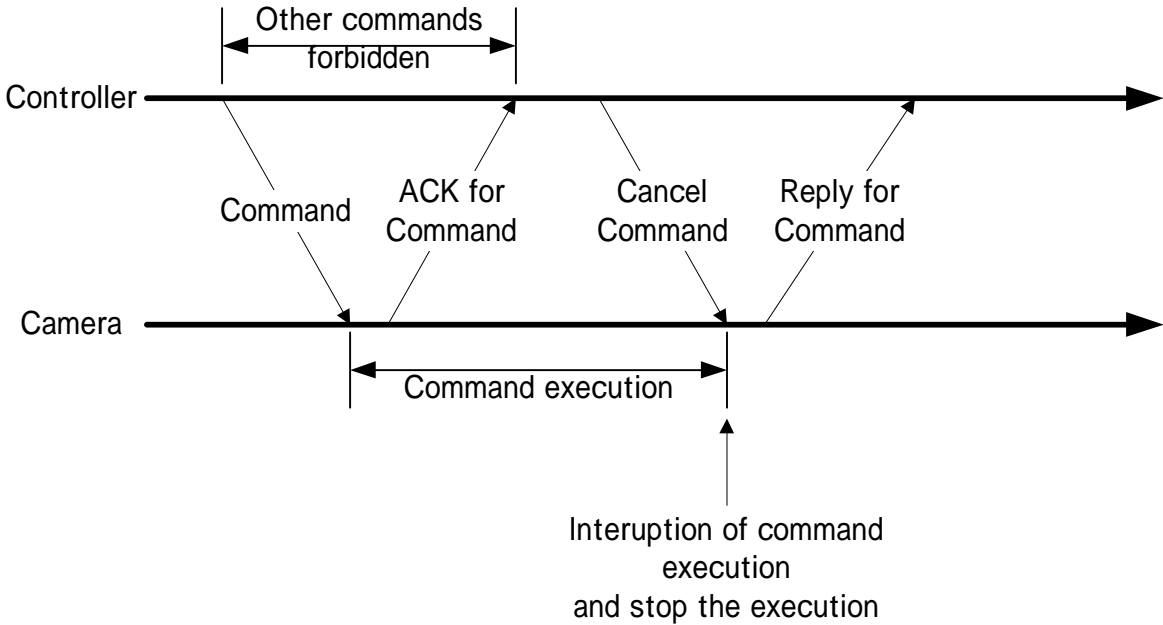 Other commands
forbidden
Controller
Command
ACK for
Command
Cancel
Command
Reply for
Command
Camera
Command execution
Interuption of command
execution
and stop the execution